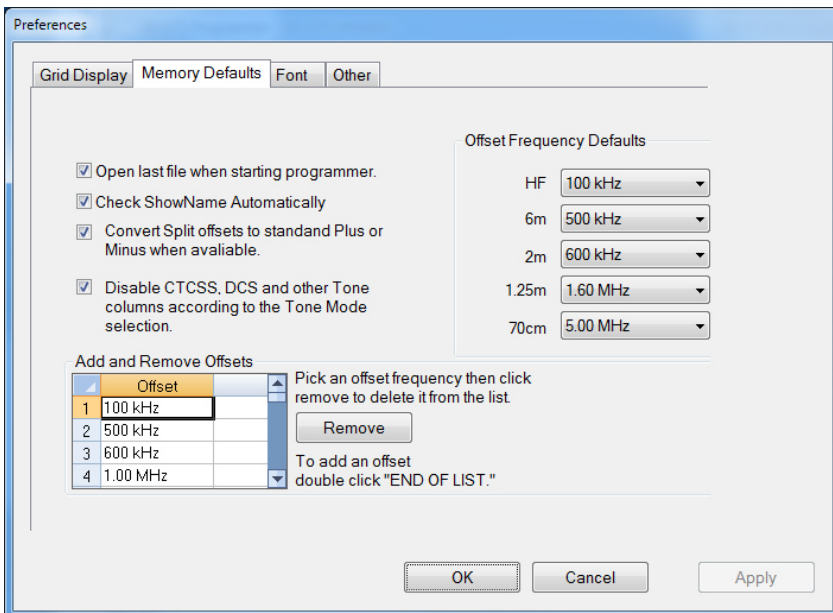 Preferences
Grid Display
Memory Defaults
Font
Other
Open last file when starting programmer.
Check ShowName Automatically
Convert Split offsets to standand Plus or
Minus when avaliable.
Disable CTCSS, DCS and other Tone
columns according to the Tone Mode
selection.
Offset Frequency Defaults
HF 100 kHz
6m 500 kHz
2m 600 kHz
1.25m 1.60 MHz
70cm 5.00 MHz
Add and Remove Offsets
Offset
1 100 kHz
2 500 kHz
3 600 kHz
4 1.00 MHz
Pick an offset frequency then click
remove to delete it from the list.
Remove
To add an offset
double click "END OF LIST."
OK
Cancel
Apply